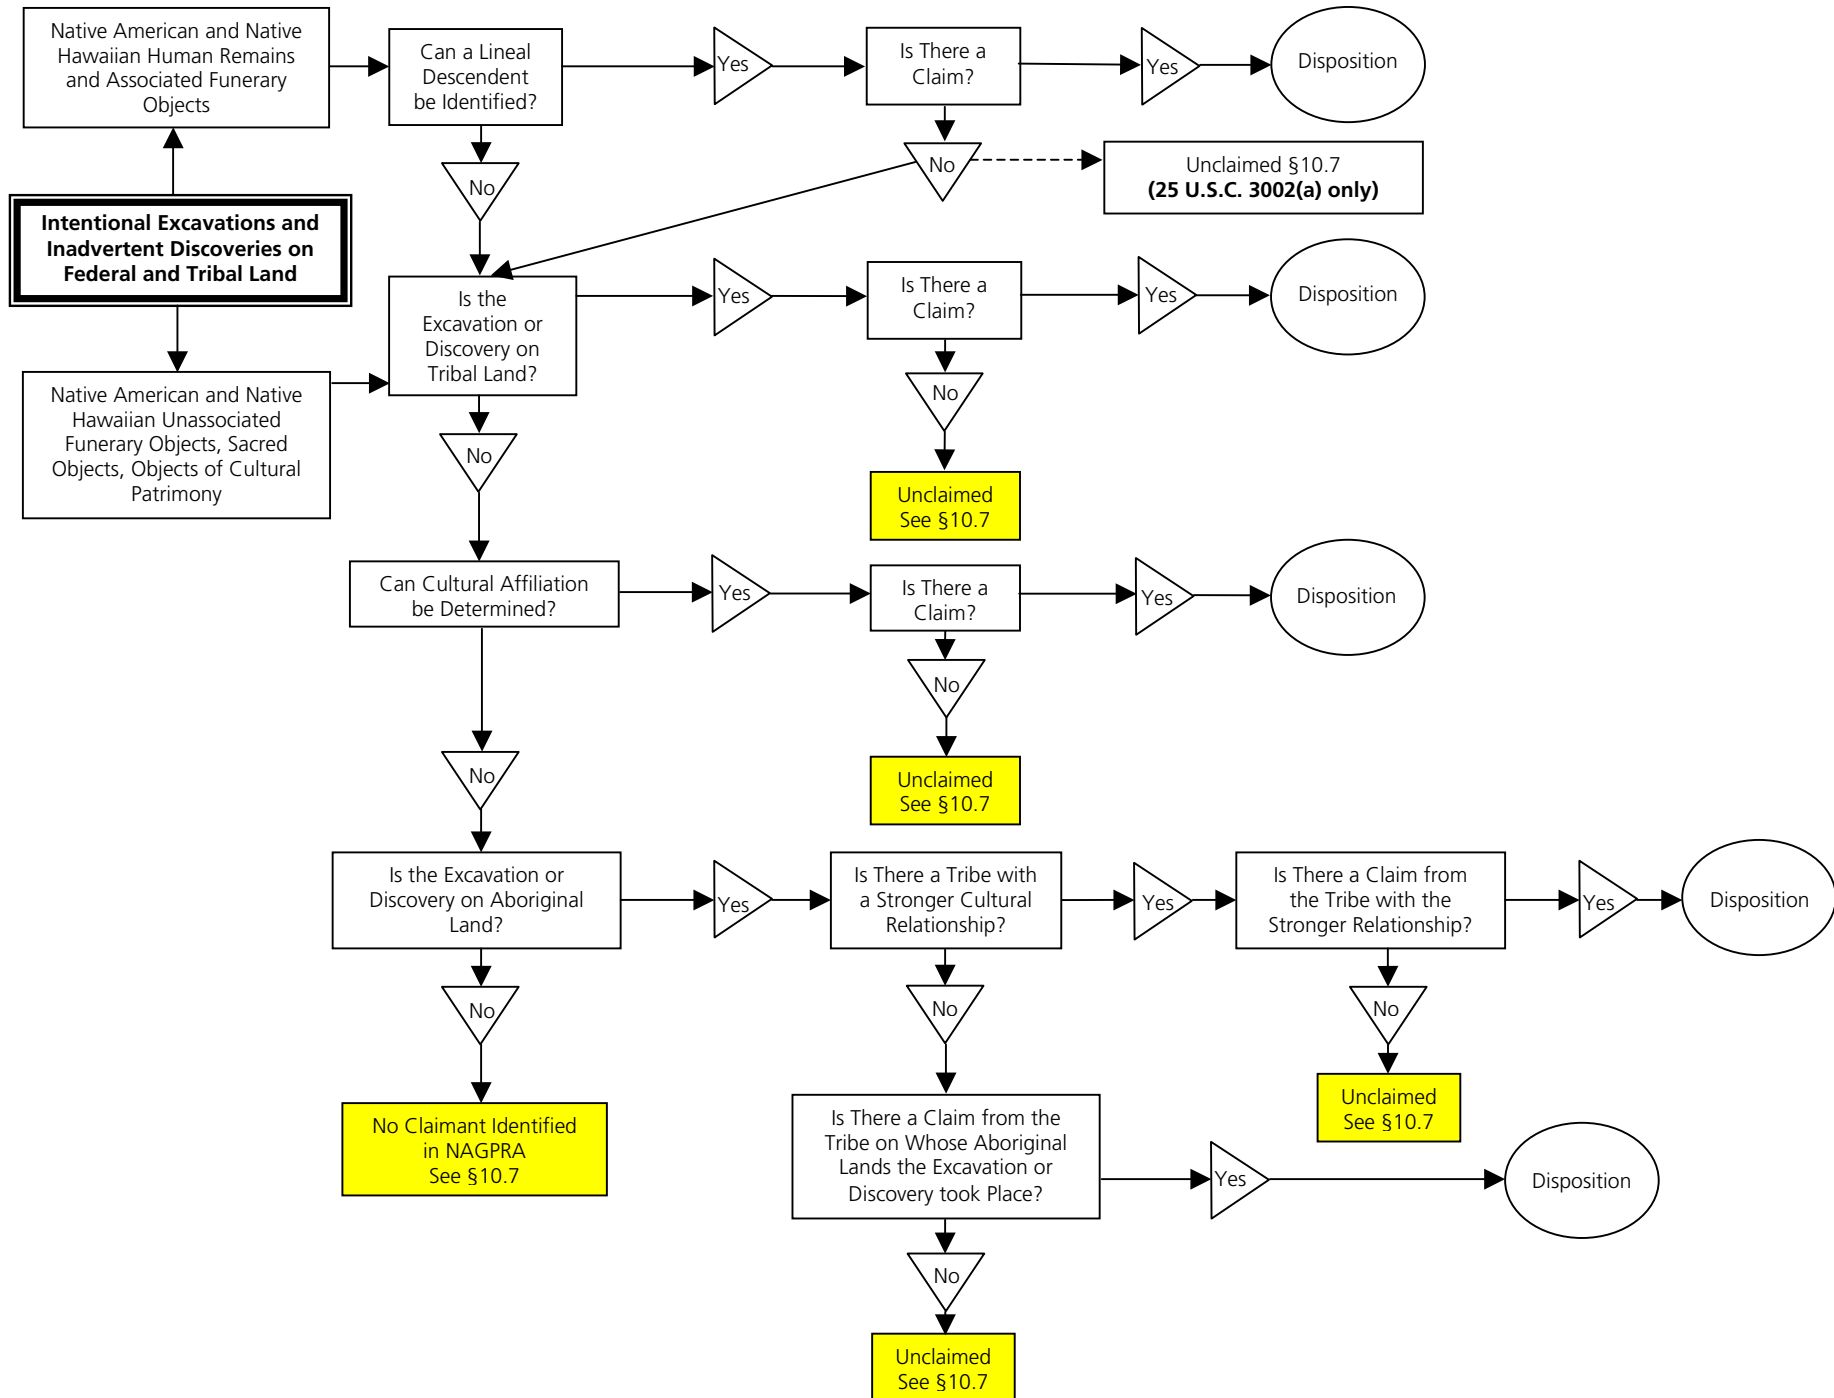 Native American and Native
Hawaiian Human Remains
and Associated Funerary
Objects
Can a Lineal
Descendent
be Identified?
Yes
Is There a
Claim?
Yes
Disposition
No
No
Unclaimed §10.7
(25 U.S.C. 3002(a) only)
Intentional Excavations and
Inadvertent Discoveries on
Federal and Tribal Land
Is the
Excavation or
Discovery on
Tribal Land?
Yes
Is There a
Claim?
Yes
Disposition
Native American and Native
Hawaiian Unassociated
Funerary Objects, Sacred
Objects, Objects of Cultural
Patrimony
No
No
Unclaimed
See §10.7
Can Cultural Affiliation
be Determined?
Yes
Is There a
Claim?
Yes
Disposition
No
No
Unclaimed
See §10.7
Is the Excavation or
Discovery on Aboriginal
Land?
Yes
Is There a Tribe with
a Stronger Cultural
Relationship?
Yes
Is There a Claim from
the Tribe with the
Stronger Relationship?
Yes
Disposition
No
No
No
No Claimant Identified
in NAGPRA
See §10.7
Is There a Claim from the
Tribe on Whose Aboriginal
Lands the Excavation or
Discovery took Place?
Unclaimed
See §10.7
Yes
Disposition
No
Unclaimed
See §10.7